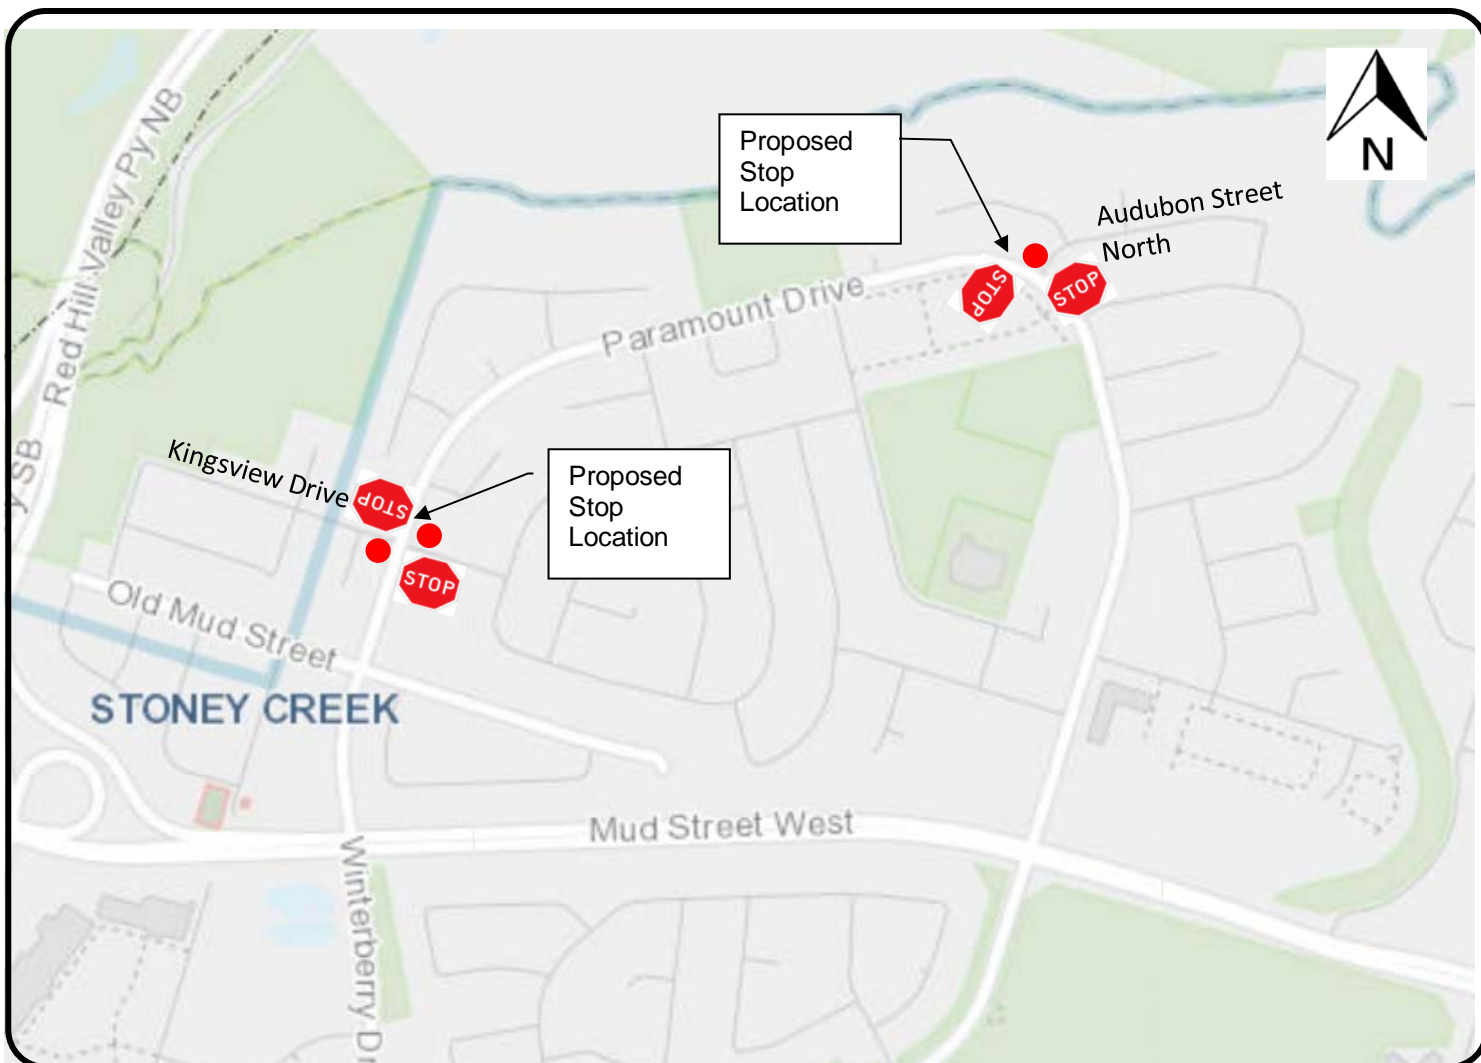 Red Hill Valley Py NB
Proposed
Stop
Location
N
Audubon Street
North
STOP
STOP
Paramount Drive
Kingsview Drive
STOP
Proposed
Stop
Location
STOP
y SB
Old Mud Street
STONEY CREEK
Mud Street West
Winterberry Dr